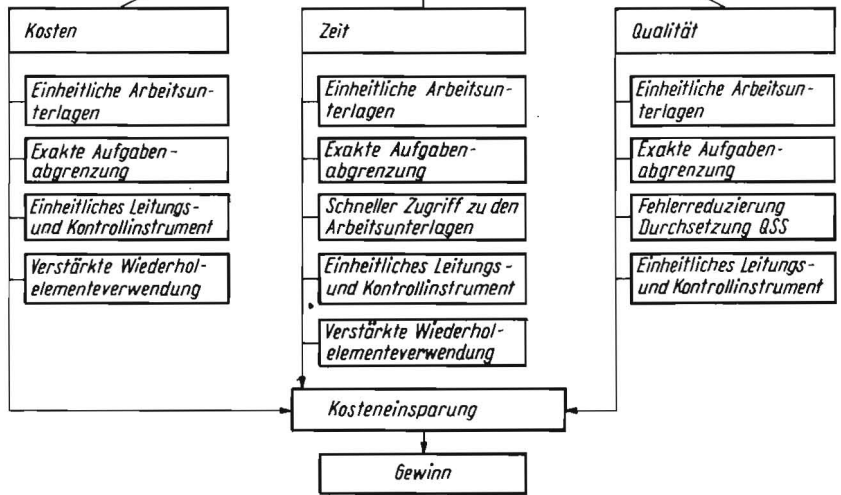 Kosten
Einheitliche Arbeitsun-
terlagen
Exakte Aufgaben-
abgrenzung
Einheitliches Leitungs-
und Kontrollinstrument
Verstärkte Wiederhol-
elementeverwendung
Zeit
Einheitliche Arbeitsun-
terlagen
Exakte Aufgaben-
abgrenzung
Schneller Zugriff zu den
Arbeitsunterlagen
Einheitliches Leitungs-
und Kontrollinstrument
Verstärkte Wiederhol-
elementeverwendung
Qualität
Einheitliche Arbeitsun-
terlagen
Exakte Aufgaben-
abgrenzung
Fehlerreduzierung
Durchsetzung QSS
Einheitliches Leitungs-
und Kontrollinstrument
Kosteneinsparung
Gewinn